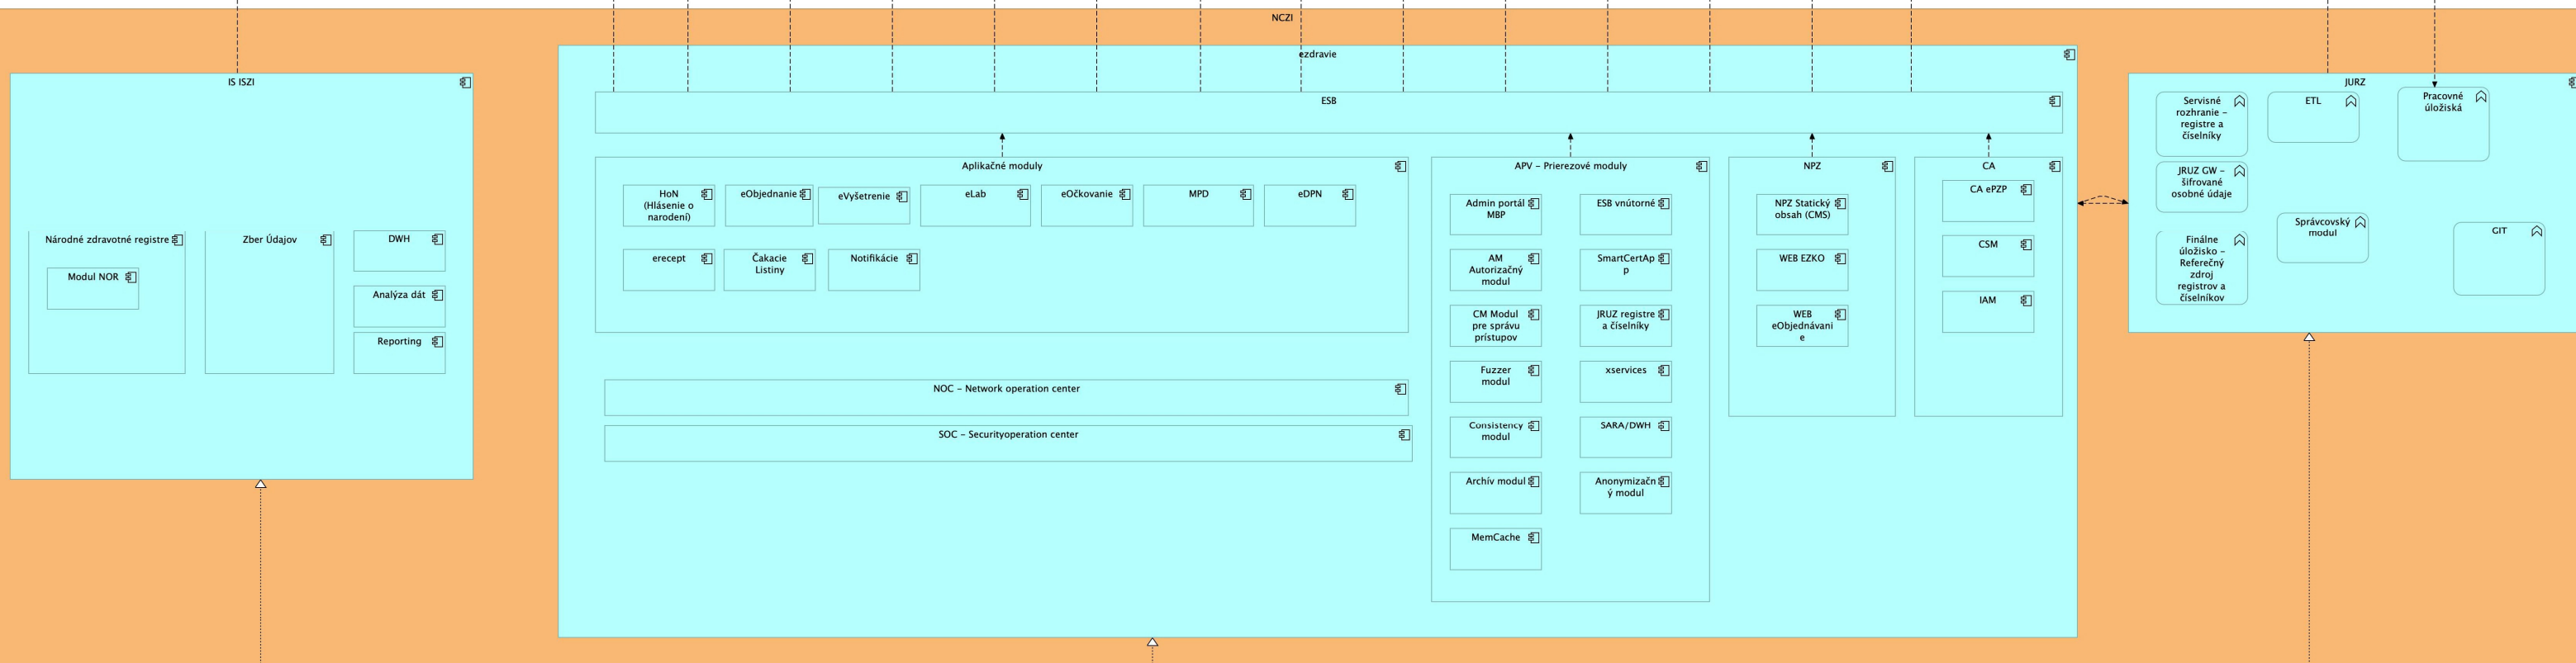 NCZI
IS ISZI
Národné zdravotné registre
Modul NOR
Zber Údajov
DWH
Analýza dát
Reporting
ezdravie
ESB
Aplikačné moduly
HoN
(Hlásenie o
narodení)
eObjednanie
eVyšetrenie
eLab
eOčkovanie
MPD
eDPN
erecept
Čakacie
Listiny
Notifikácie
NOC – Network operation center
SOC – Securityoperation center
APV – Prierezové moduly
Admin portál
MBP
ESB vnútorné
AM
Autorizačný
modul
SmartCertAp
p
CM Modul
pre správu
prístupov
JRUZ registre
a číselníky
Fuzzer
modul
xservices
Consistency
modul
SARA/DWH
Archív modul
Anonymizačn
ý modul
MemCache
NPZ
NPZ Statický
obsah (CMS)
WEB EZKO
WEB
eObjednávani
e
CA
CA ePZP
CSM
IAM
JURZ
Servisné
rozhranie –
registre a
číselníky
ETL
Pracovné
úložiská
JRUZ GW –
šifrované
osobné údaje
Správcovský
modul
GIT
Finálne
úložisko –
Referečný
zdroj
registrov a
číselníkov